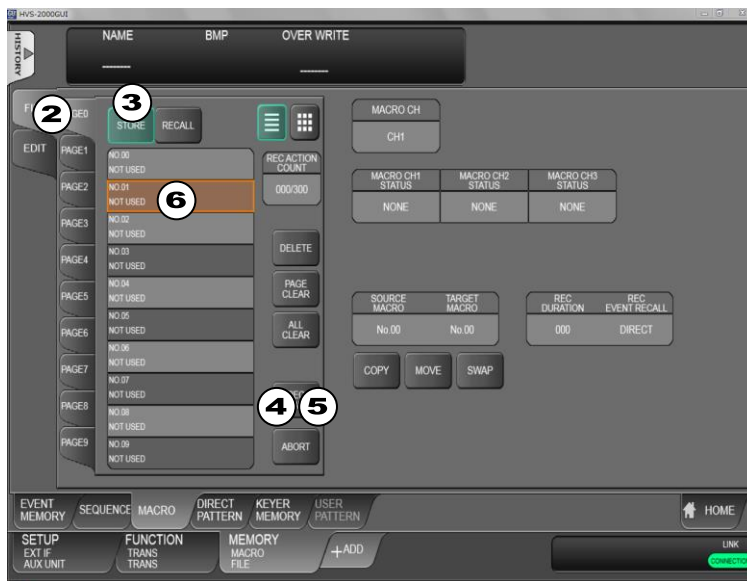 HVS-2000GUI
HISTORY
NAME BMP OVER WRITE
-------- --------
2
3
STORE RECALL
EDIT
PAGE1
PAGE2
PAGE3
PAGE4
PAGE5
PAGE6
PAGE7
PAGE8
PAGE9
NO.00
NOT USED
NO.01
NOT USED
6
NO.02
NOT USED
NO.03
NOT USED
NO.04
NOT USED
NO.05
NOT USED
NO.06
NOT USED
NO.07
NOT USED
NO.08
NOT USED
NO.09
NOT USED
REC ACTION
COUNT
000/300
DELETE
PAGE
CLEAR
ALL
CLEAR
4 5
ABORT
MACRO CH
CH1
MACRO CH1
STATUS
NONE
MACRO CH2
STATUS
NONE
MACRO CH3
STATUS
NONE
SOURCE
MACRO
No.00
TARGET
MACRO
No.00
REC
DURATION
000
REC
EVENT RECALL
DIRECT
COPY MOVE SWAP
EVENT
MEMORY
SEQUENCE
MACRO
DIRECT
PATTERN
KEYER
MEMORY
USER
PATTERN
HOME
SETUP
EXT IF
AUX UNIT
FUNCTION
TRANS
TRANS
MEMORY
MACRO
FILE
+ADD
LINK